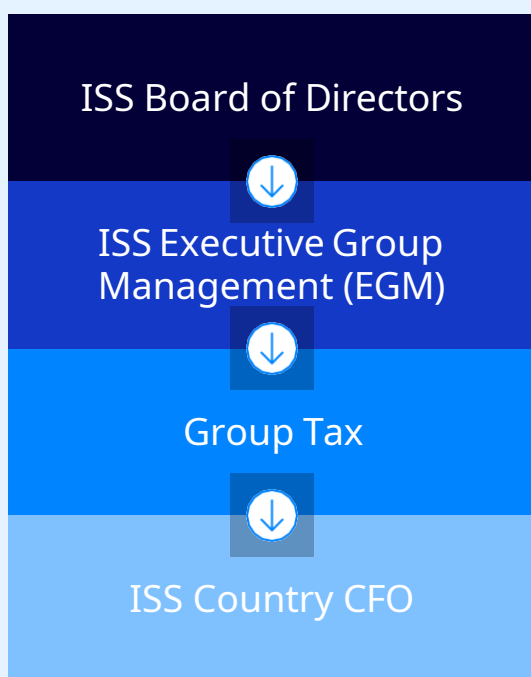 ISS Board of Directors
ISS Executive Group
Management (EGM)
Group Tax
ISS Country CFO